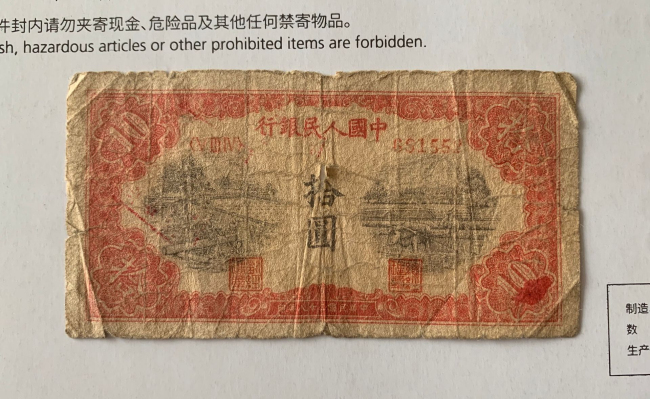 件封内请勿夹寄现金、危险品及其他任何禁寄物品。
sh, hazardous articles or other prohibited items are forbidden.
行銀民人國中
拾圓
10
10
制造
数
生产